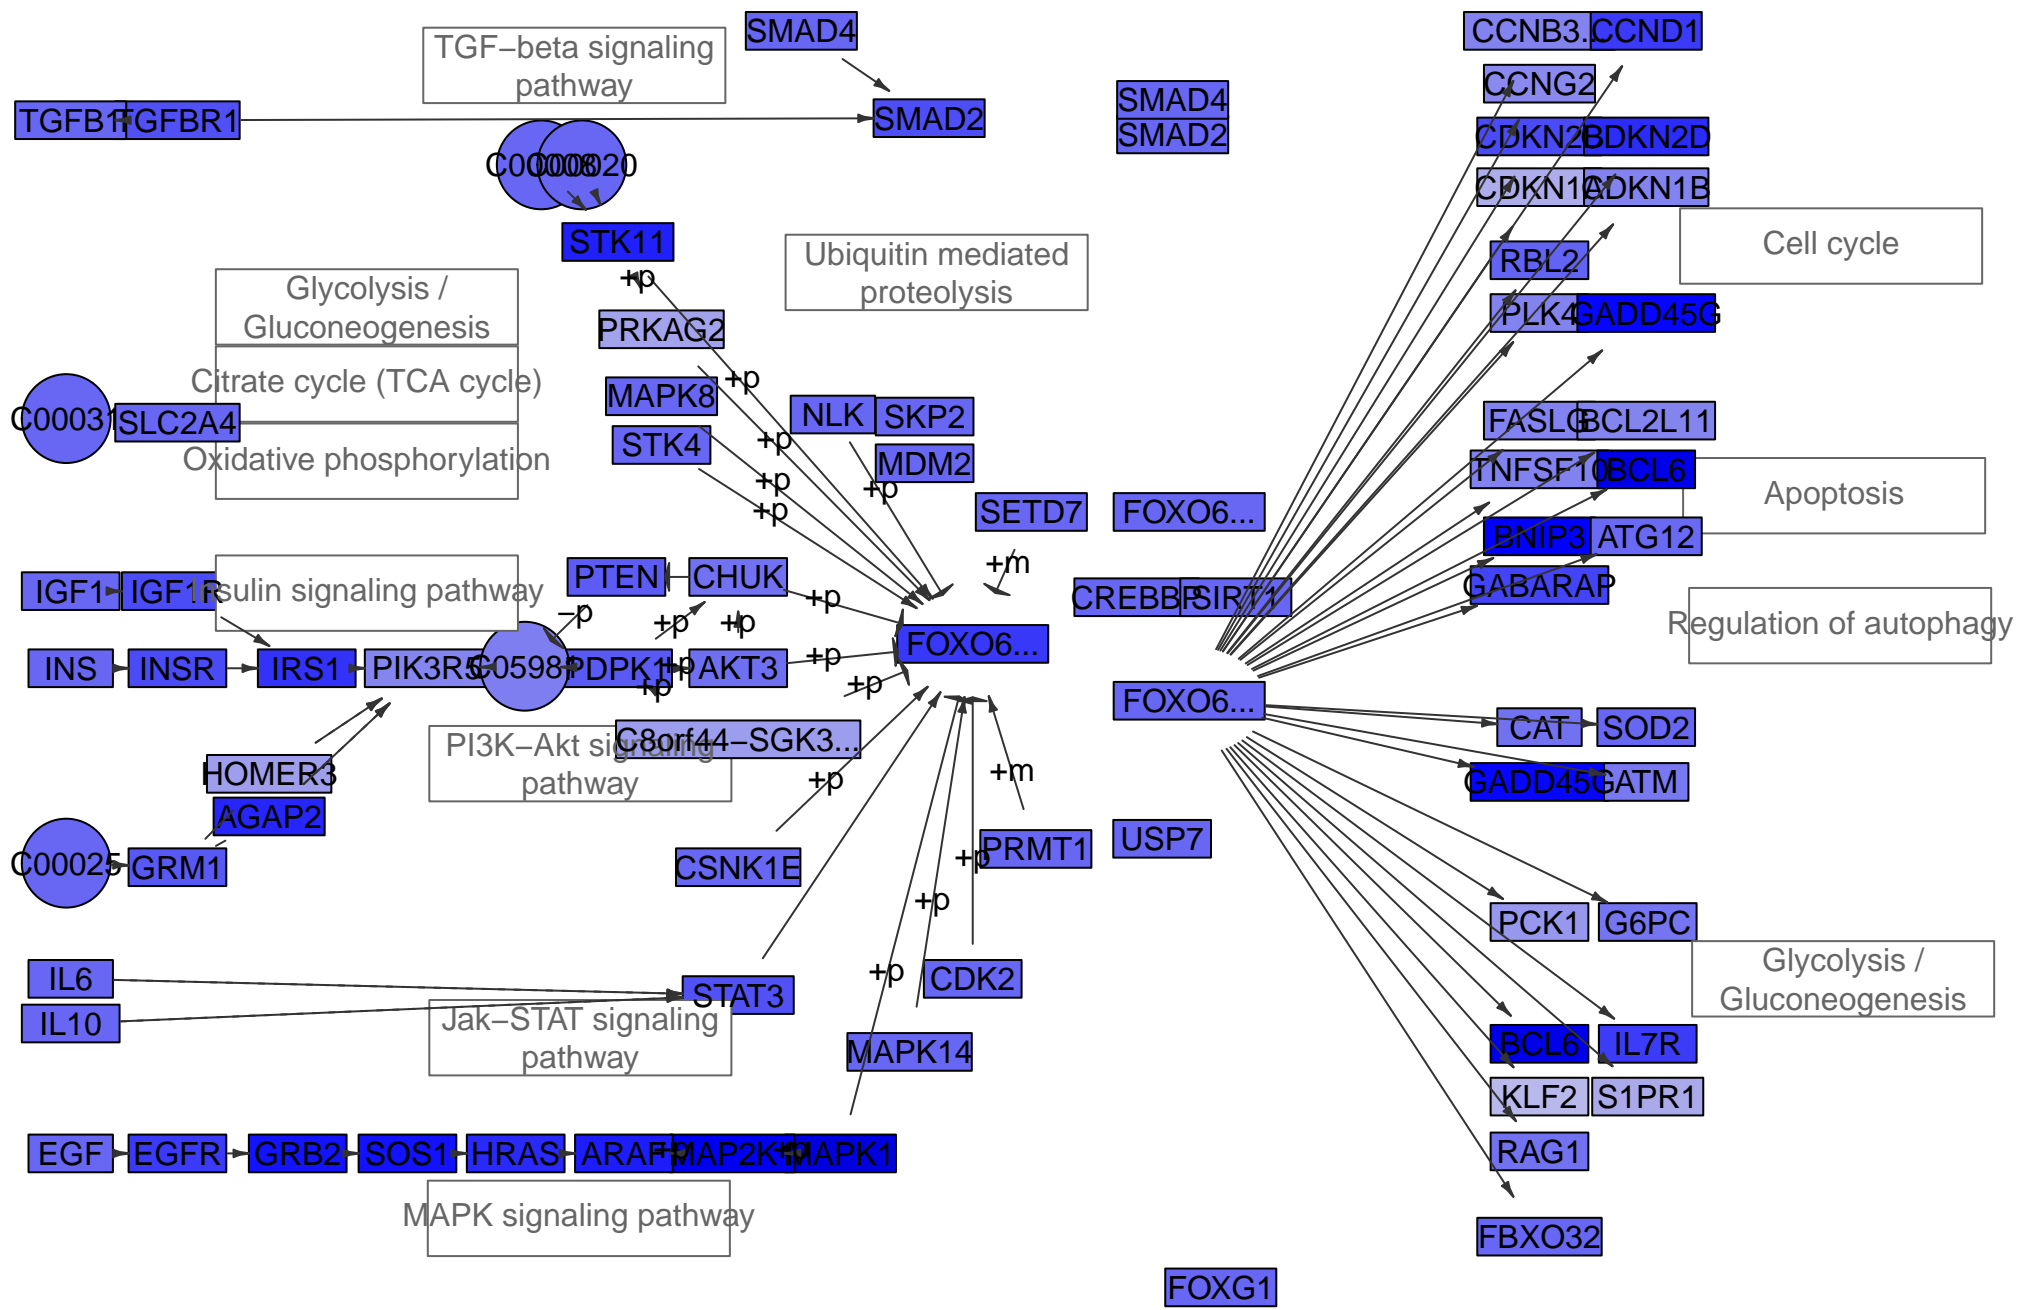 SMAD4
CCNB3...
CCND1
TGF−beta signaling
pathway
CCNG2
SMAD4
TGFB1
TGFBR1
SMAD2
SMAD2
CDKN2B
CDKN2D
C00020
CDKN1A
CDKN1B
STK11
Ubiquitin mediated
proteolysis
Cell cycle
RBL2
+p
Glycolysis /
Gluconeogenesis
PRKAG2
PLK4
GADD45G
Citrate cycle (TCA cycle)
+p
MAPK8
NLK
SKP2
C00031
SLC2A4
FASLG
BCL2L11
STK4
+p
MDM2
Oxidative phosphorylation
TNFSF10
BCL6
+p
+p
Apoptosis
+p
SETD7
FOXO6...
BNIP3
ATG12
+m
IGF1
IGF1R
Insulin signaling pathway
PTEN
CHUK
GABARAP
−p
+p
CREBBP
SIRT1
+p
+p
Regulation of autophagy
FOXO6...
INS
INSR
IRS1
PIK3R5
C05981
PDPK1
+p
AKT3
+p
+p
+p
FOXO6...
CAT
SOD2
PI3K−Akt signaling
pathway
C8orf44−SGK3...
HOMER3
+p
+m
GADD45G
ATM
AGAP2
C00025
GRM1
CSNK1E
+p
PRMT1
USP7
+p
PCK1
G6PC
IL6
+p
CDK2
Glycolysis /
Gluconeogenesis
STAT3
IL10
Jak−STAT signaling
pathway
MAPK14
BCL6
IL7R
KLF2
S1PR1
EGF
EGFR
GRB2
SOS1
HRAS
ARAF
+p
MAP2K1
+p
MAPK1
RAG1
MAPK signaling pathway
FBXO32
FOXG1